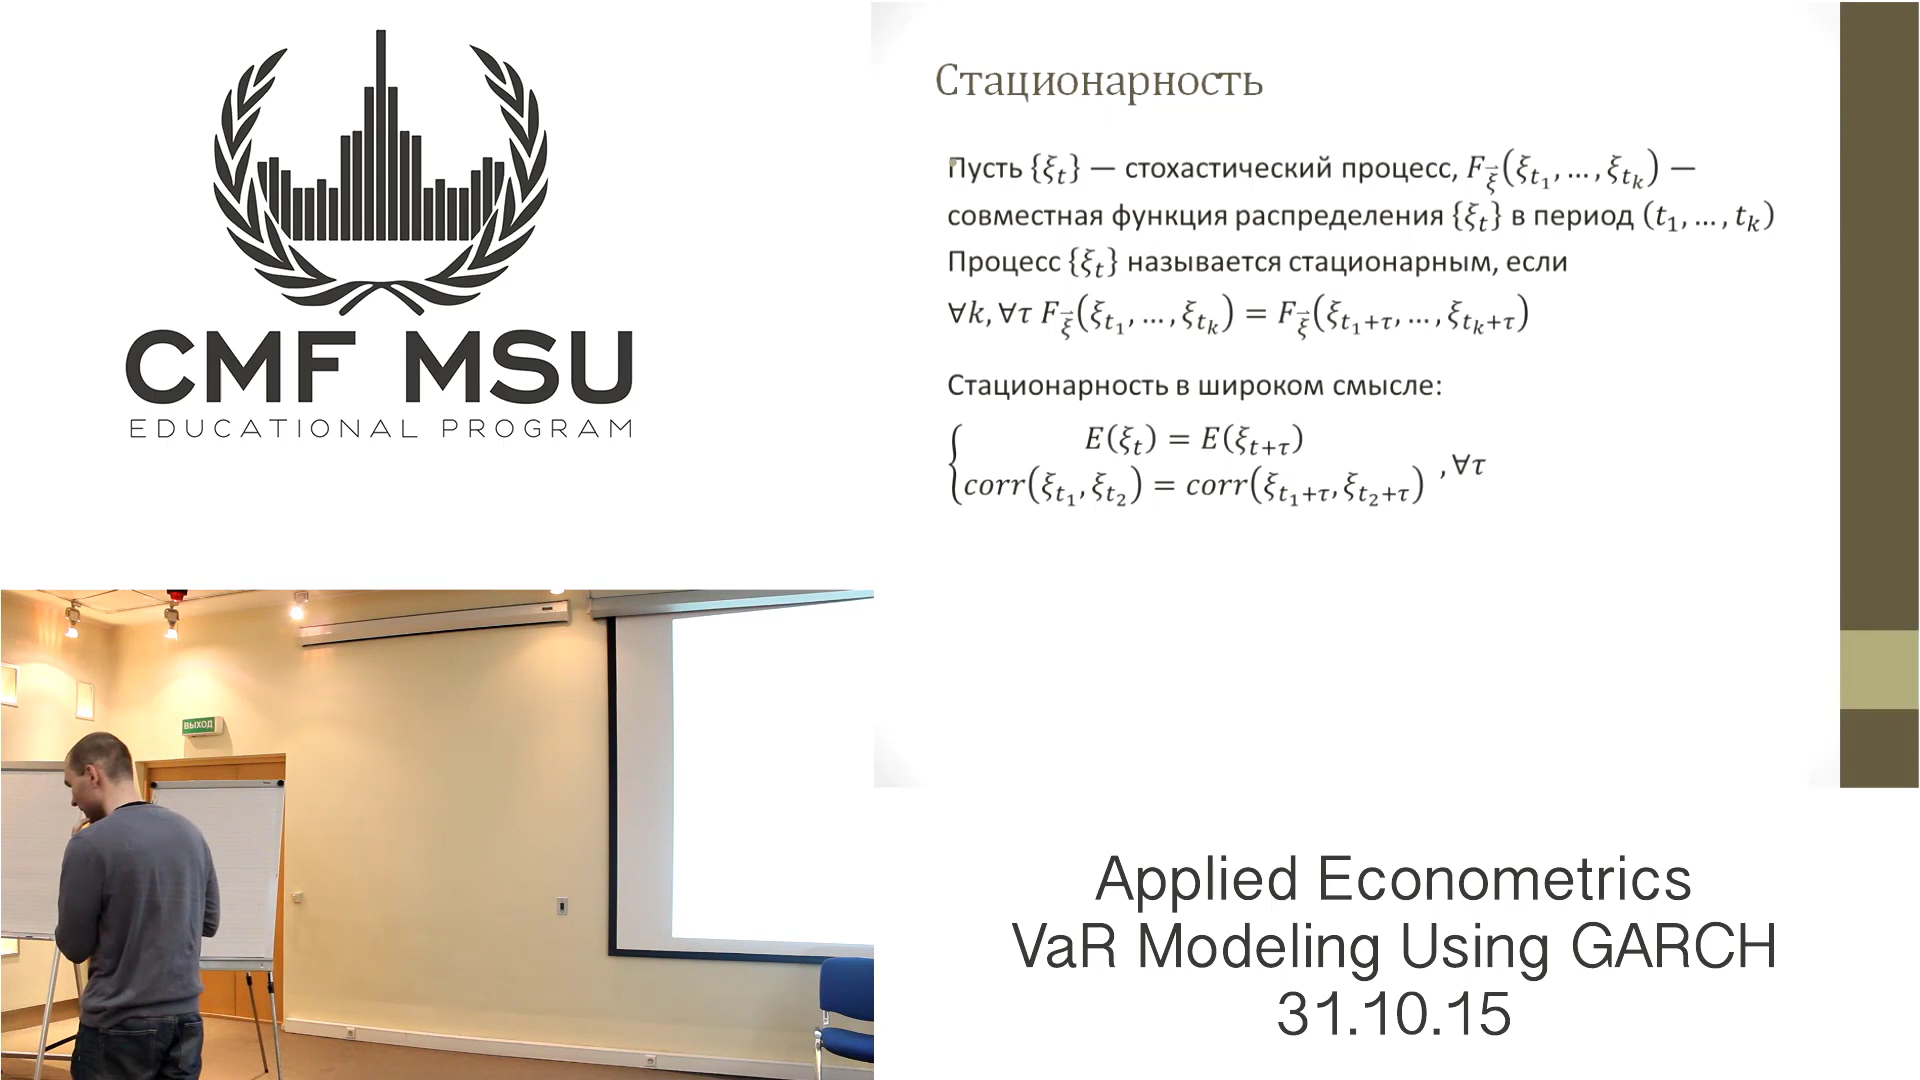 CMF MSU
EDUCATIONAL PROGRAM
Стационарность
Пусть {ξ_t} — стохастический процесс, F_ξ⃗(ξ_{t_1}, …, ξ_{t_k}) —
совместная функция распределения {ξ_t} в период (t_1, …, t_k)
Процесс {ξ_t} называется стационарным, если
∀k, ∀τ F_ξ⃗(ξ_{t_1}, …, ξ_{t_k}) = F_ξ⃗(ξ_{t_1+τ}, …, ξ_{t_k+τ})
Стационарность в широком смысле:
{ E(ξ_t) = E(ξ_{t+τ})
corr(ξ_{t_1}, ξ_{t_2}) = corr(ξ_{t_1+τ}, ξ_{t_2+τ}) , ∀τ
ВЫХОД
Applied Econometrics
VaR Modeling Using GARCH
31.10.15